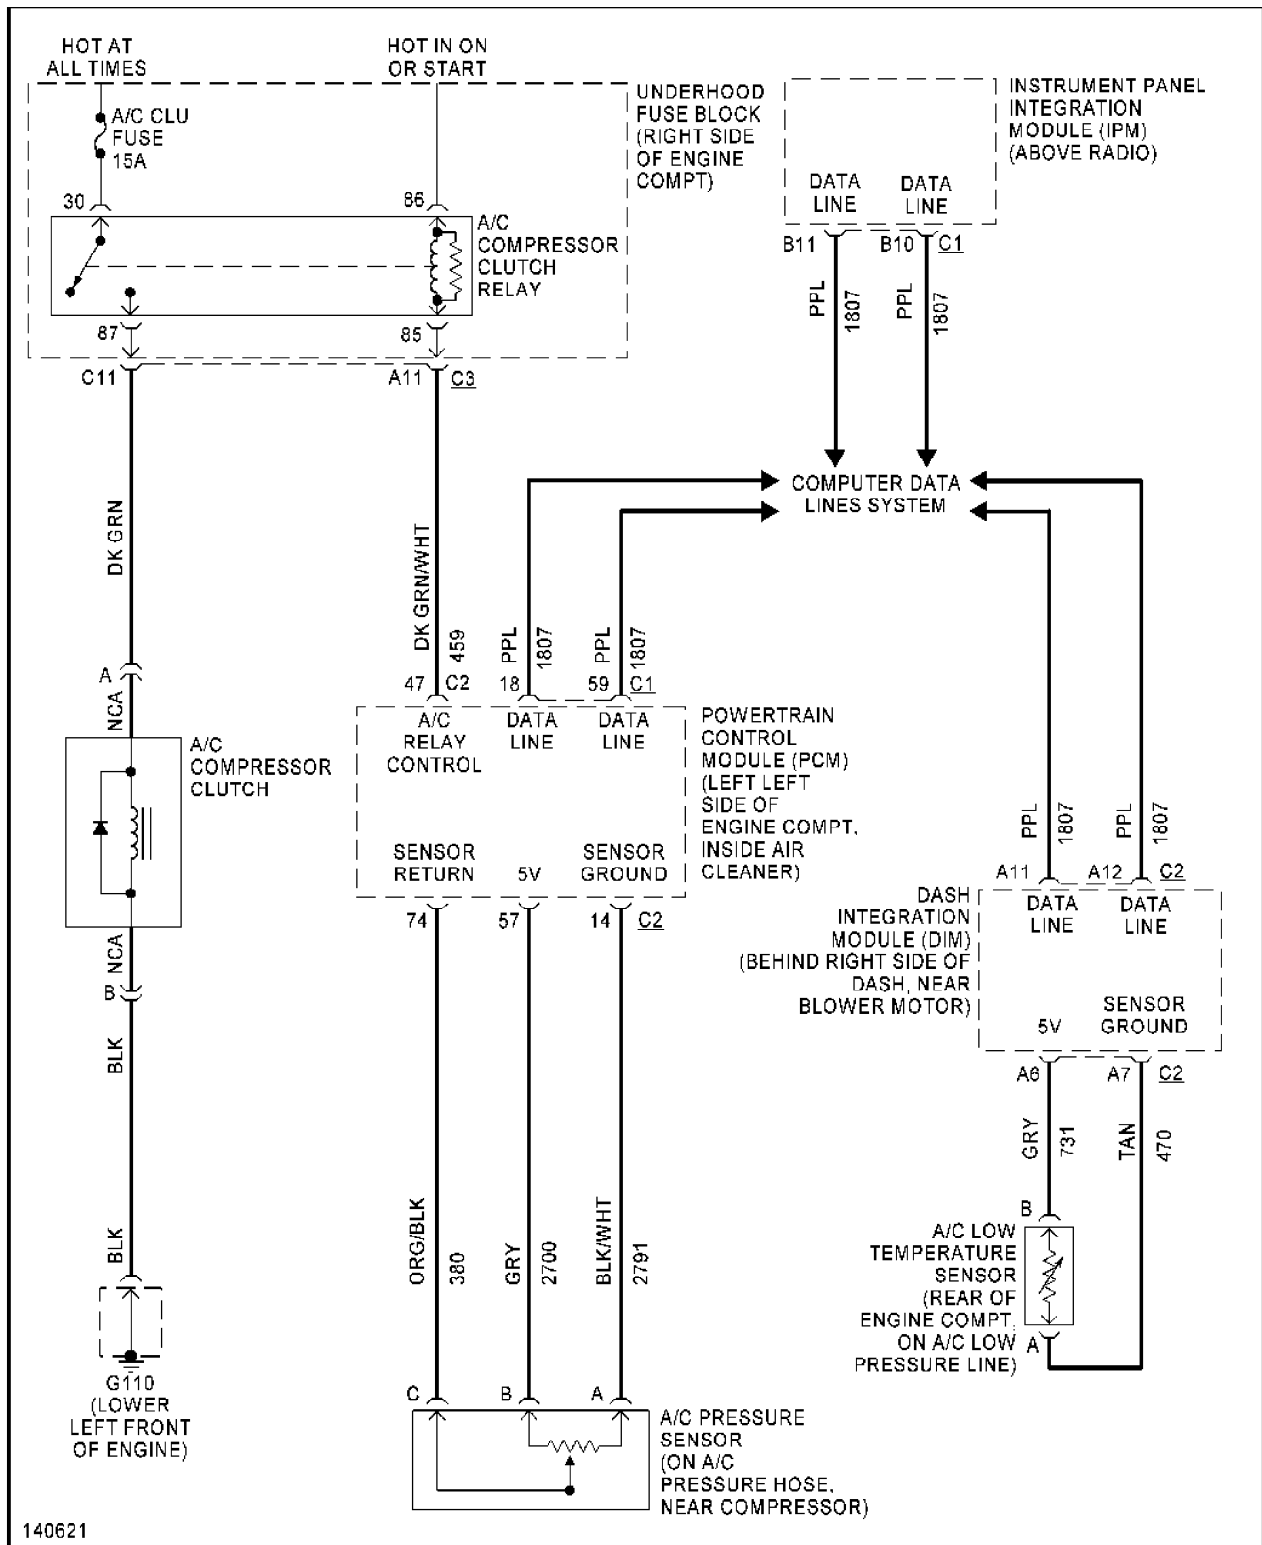 HOT AT
ALL TIMES
HOT IN ON
OR START
A/C CLU
FUSE
15A
UNDERHOOD
FUSE BLOCK
(RIGHT SIDE
OF ENGINE
COMPT)
INSTRUMENT PANEL
INTEGRATION
MODULE (IPM)
(ABOVE RADIO)
DATA
LINE
DATA
LINE
30
86
A/C
COMPRESSOR
CLUTCH
RELAY
B11
B10
C1
PPL
1807
PPL
1807
87
85
C11
A11
C3
COMPUTER DATA
LINES SYSTEM
DK GRN
DK GRN/WHT
459
PPL
1807
PPL
1807
A
NCA
47
C2
18
59
C1
A/C
RELAY
CONTROL
DATA
LINE
DATA
LINE
POWERTRAIN
CONTROL
MODULE (PCM)
(LEFT LEFT
SIDE OF
ENGINE COMPT,
INSIDE AIR
CLEANER)
A/C
COMPRESSOR
CLUTCH
SENSOR
RETURN
5V
SENSOR
GROUND
PPL
1807
PPL
1807
A11
A12
C2
74
57
14
C2
DASH
INTEGRATION
MODULE (DIM)
(BEHIND RIGHT SIDE OF
DASH, NEAR
BLOWER MOTOR)
DATA
LINE
DATA
LINE
5V
SENSOR
GROUND
NCA
B
BLK
A6
A7
C2
GRY
731
TAN
470
BLK
ORG/BLK
380
GRY
2700
BLK/WHT
2791
B
A/C LOW
TEMPERATURE
SENSOR
(REAR OF
ENGINE COMPT,
ON A/C LOW
PRESSURE LINE)
A
G110
(LOWER
LEFT FRONT
OF ENGINE)
C
B
A
A/C PRESSURE
SENSOR
(ON A/C
PRESSURE HOSE,
NEAR COMPRESSOR)
140621